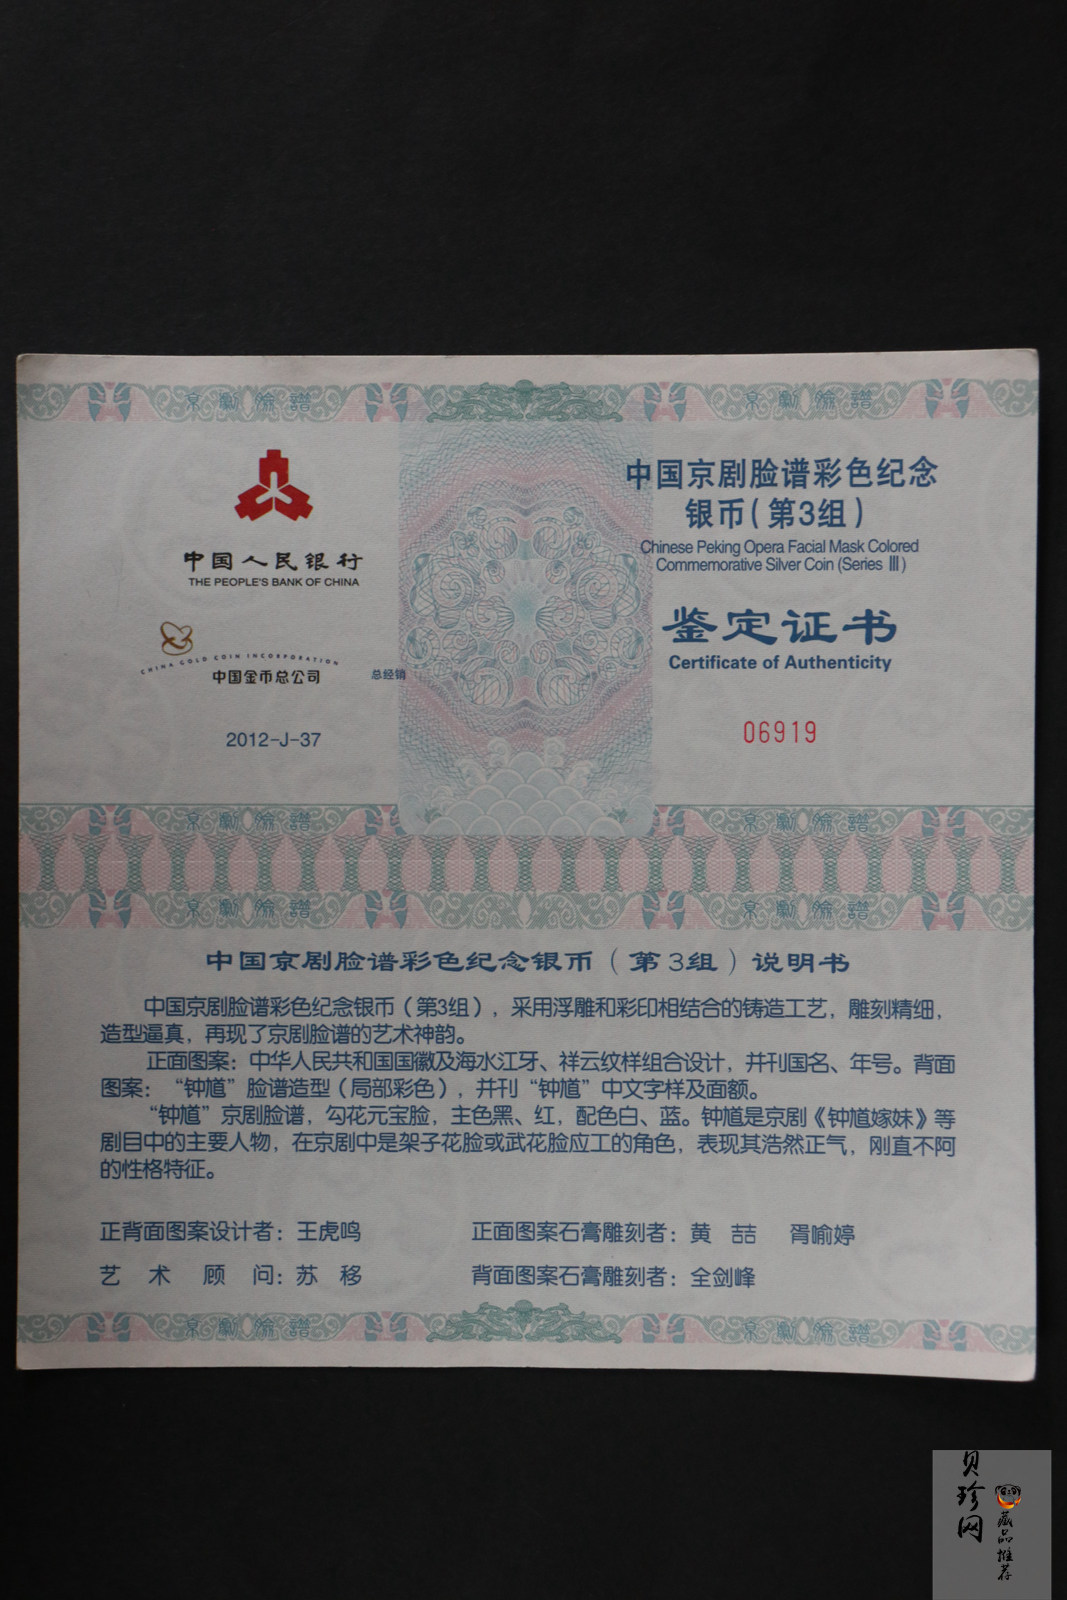 中国人民银行
THE PEOPLE'S BANK OF CHINA
CHINA GOLD COIN INCORPORATION
中国金币总公司 总经销
2012-J-37
中国京剧脸谱彩色纪念
银币(第3组)
Chinese Peking Opera Facial Mask Colored
Commemorative Silver Coin (Series Ⅲ)
鉴定证书
Certificate of Authenticity
06919
中国京剧脸谱彩色纪念银币(第3组)说明书
中国京剧脸谱彩色纪念银币(第3组),采用浮雕和彩印相结合的铸造工艺,雕刻精细,
造型逼真,再现了京剧脸谱的艺术神韵。
正面图案:中华人民共和国国徽及海水江牙、祥云纹样组合设计,并刊国名、年号。背面
图案:“钟馗”脸谱造型(局部彩色),并刊“钟馗”中文字样及面额。
“钟馗”京剧脸谱,勾花元宝脸,主色黑、红,配色白、蓝。钟馗是京剧《钟馗嫁妹》等
剧目中的主要人物,在京剧中是架子花脸或武花脸应工的角色,表现其浩然正气,刚直不阿
的性格特征。
正背面图案设计者:王虎鸣 正面图案石膏雕刻者:黄 喆 胥喻婷
艺 术 顾 问:苏 移 背面图案石膏雕刻者:全剑峰
贝珍网
藏品推荐